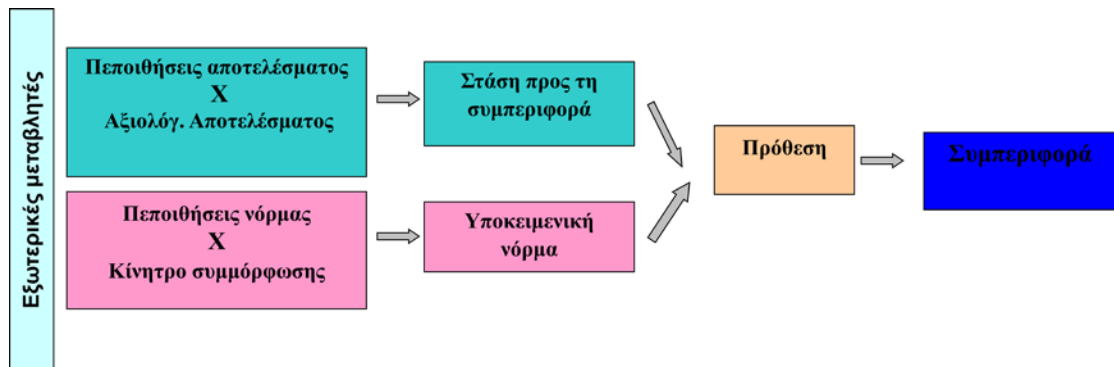 Εξωτερικές μεταβλητές
Πεποιθήσεις αποτελέσματος
X
Αξιολόγ. Αποτελέσματος
Στάση προς τη
συμπεριφορά
Πεποιθήσεις νόρμας
X
Κίνητρο συμμόρφωσης
Υποκειμενική
νόρμα
Πρόθεση
Συμπεριφορά